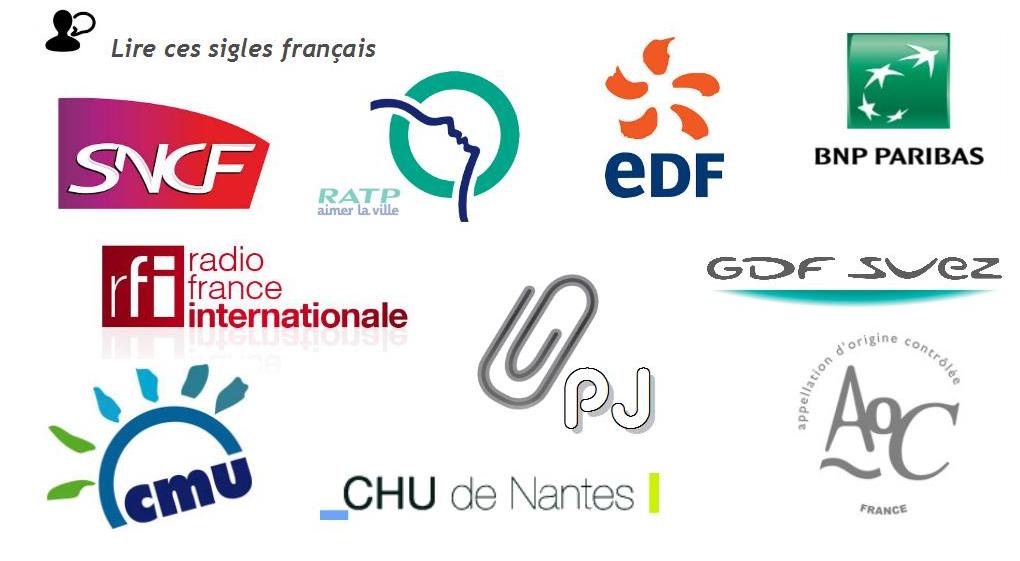 Lire ces sigles français
SNCF
RATP
aimer la ville
eDF
BNP PARIBAS
rfi
radio
france
internationale
GDF SUEZ
PJ
appellation d'origine contrôlée
AoC
FRANCE
cmu
CHU de Nantes